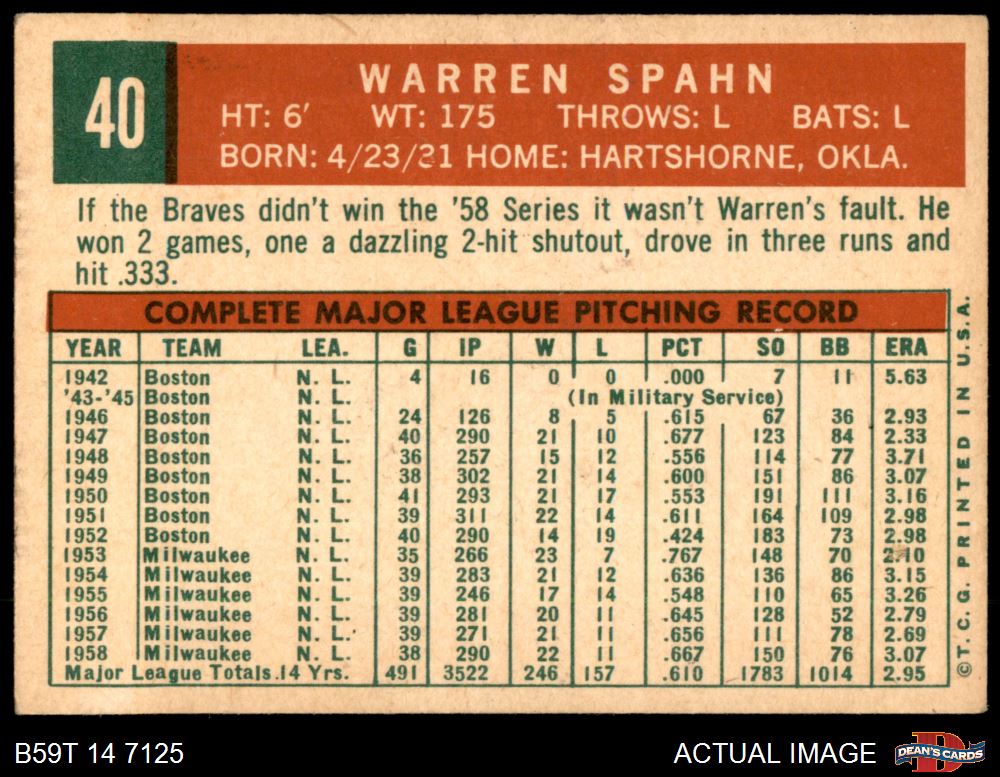 40
WARREN SPAHN
HT: 6' WT: 175 THROWS: L BATS: L
BORN: 4/23/31 HOME: HARTSHORNE, OKLA.
If the Braves didn't win the '58 Series it wasn't Warren's fault. He
won 2 games, one a dazzling 2-hit shutout, drove in three runs and
hit .333.
COMPLETE MAJOR LEAGUE PITCHING RECORD
YEAR TEAM LEA. G IP W L PCT SO BB ERA
1942 Boston N. L. 4 16 0 0 .000 7 11 5.63
'43-'45 Boston N. L. (In Military Service)
1946 Boston N. L. 24 126 8 5 .615 67 36 2.93
1947 Boston N. L. 40 290 21 10 .677 123 84 2.33
1948 Boston N. L. 36 257 15 12 .556 114 77 3.71
1949 Boston N. L. 38 302 21 14 .600 151 86 3.07
1950 Boston N. L. 41 293 21 17 .553 191 111 3.16
1951 Boston N. L. 39 311 22 14 .611 164 109 2.98
1952 Boston N. L. 40 290 14 19 .424 183 73 2.98
1953 Milwaukee N. L. 35 266 23 7 .767 148 70 2.10
1954 Milwaukee N. L. 39 283 21 12 .636 136 86 3.15
1955 Milwaukee N. L. 39 246 17 14 .548 110 65 3.26
1956 Milwaukee N. L. 39 281 20 11 .645 128 52 2.79
1957 Milwaukee N. L. 39 271 21 11 .656 111 78 2.69
1958 Milwaukee N. L. 38 290 22 11 .667 150 76 3.07
Major League Totals 14 Yrs. 491 3522 246 157 .610 1783 1014 2.95
©T.C.G. PRINTED IN U.S.A.
B59T 14 7125
ACTUAL IMAGE
D
DEAN'S CARDS